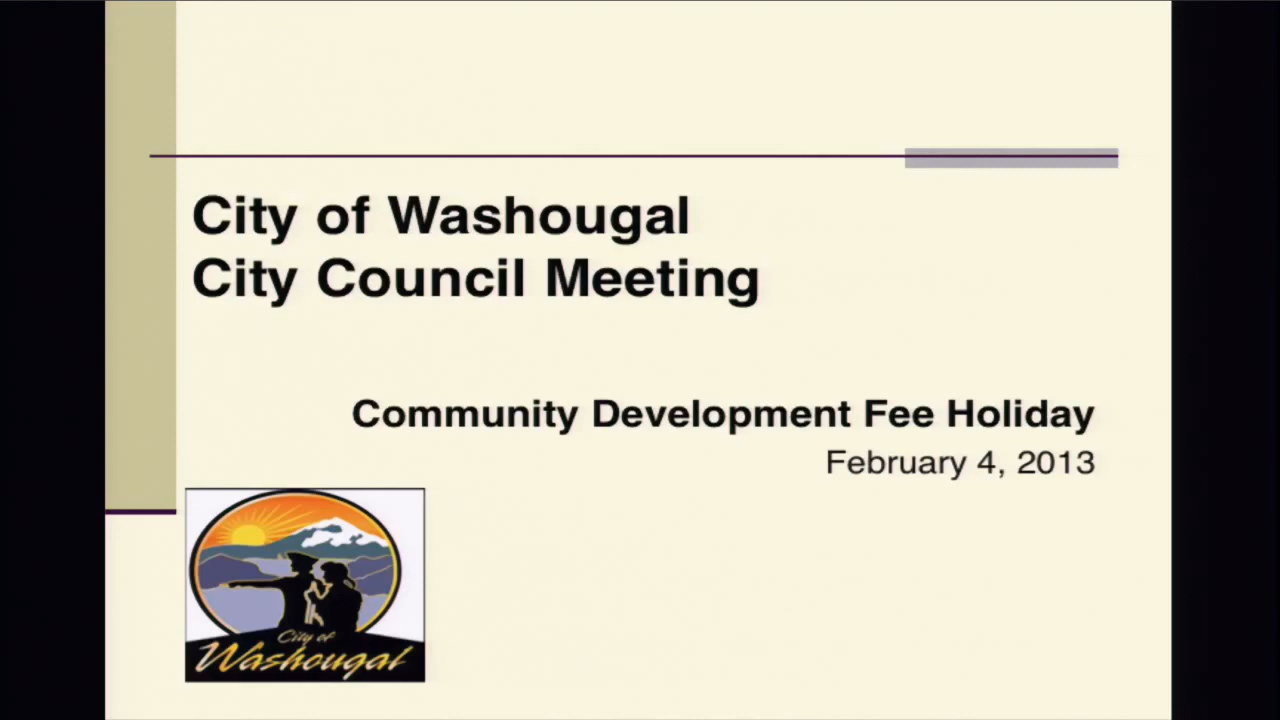 City of Washougal
City Council Meeting
Community Development Fee Holiday
February 4, 2013
City of
Washougal